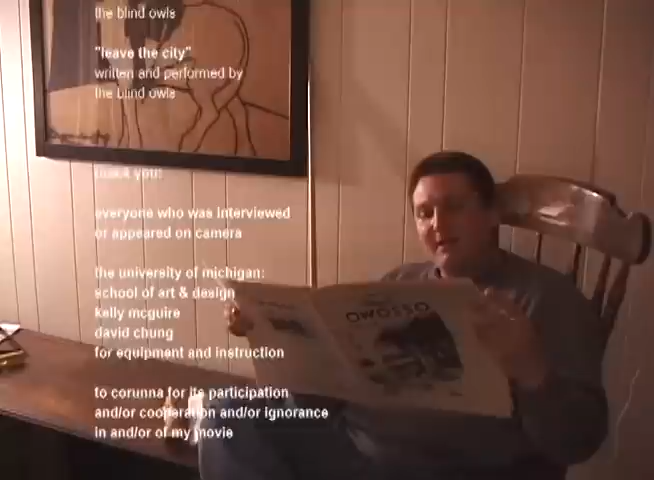 the blind owls
"leave the city"
written and performed by
the blind owls
thank you:
everyone who was interviewed
or appeared on camera
the university of michigan:
school of art & design
kelly mcguire
david chung
for equipment and instruction
to corunna for its participation
and/or cooperation and/or ignorance
in and/or of my movie
OWOSSO